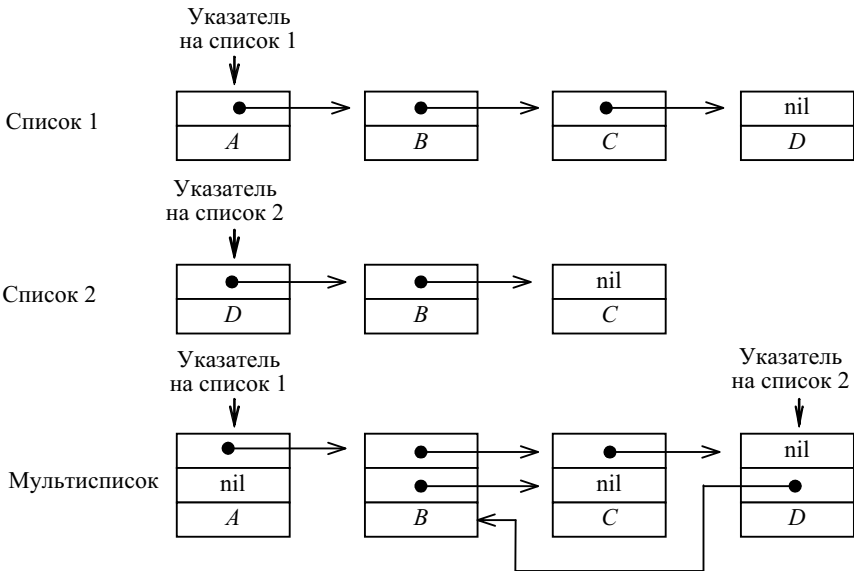 Указатель
на список 1
Список 1
nil
A
B
C
D
Указатель
на список 2
Список 2
nil
D
B
C
Указатель
на список 1
Указатель
на список 2
nil
Мультисписок
nil
nil
A
B
C
D